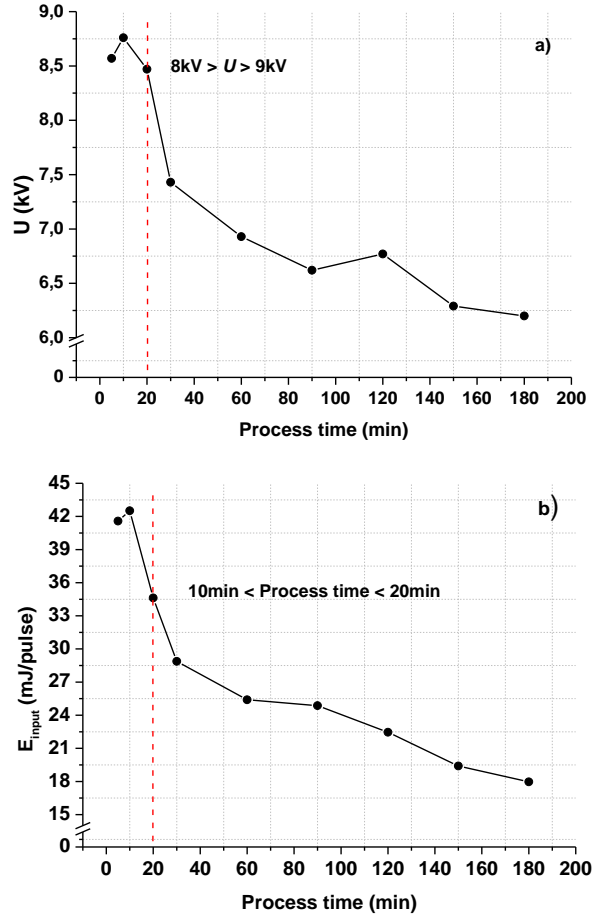 9,0
8,5
8,0
7,5
7,0
6,5
6,0
0
U (kV)
a)
8kV > U > 9kV
0 20 40 60 80 100 120 140 160 180 200
Process time (min)
45
42
39
36
33
30
27
24
21
18
15
0
E_input (mJ/pulse)
b)
10min < Process time < 20min
0 20 40 60 80 100 120 140 160 180 200
Process time (min)